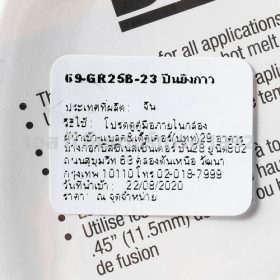 for all applications
hot melt
69-GR25B-23 ปืนยิงกาว
ประเทศที่ผลิต: จีน
วิธีใช้: โปรดดูคู่มือภายในกล่อง
ผู้นำเข้า-แบลค&เด็คเกอร์(ปทท)29 อาคาร
บางกอกบิสซิเนสเซ็นเตอร์ ชั้น28 ยูนิต802
ถนนสุขุมวิท 63 คลองตันเหนือ วัฒนา
กรุงเทพ 10110 โทร 02-018-7999
วันที่นำเข้า: 22/08/2020
ราคา: ณ จุดจำหน่าย
• Th
• Thi
• Us
Utilise
.45" (11.5mm) de
de fusion